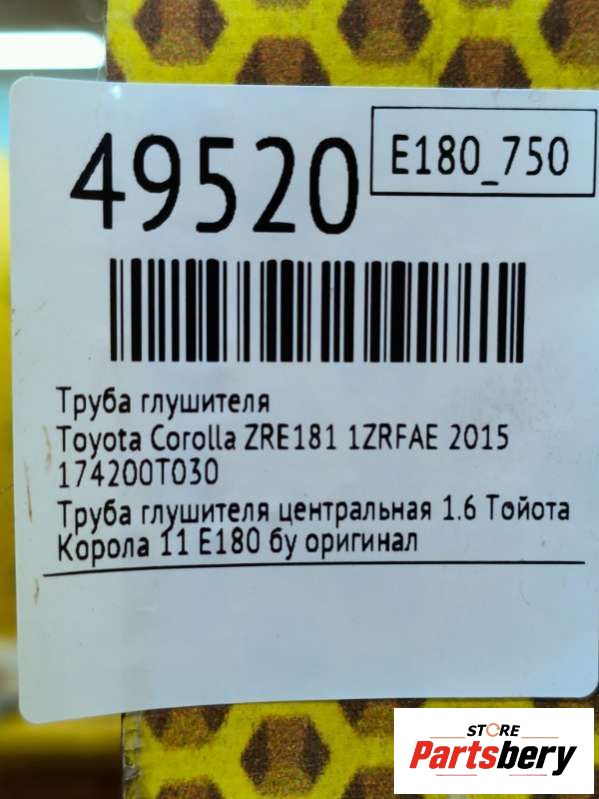 49520
E180_750
Труба глушителя
Toyota Corolla ZRE181 1ZRFAE 2015
174200T030
Труба глушителя центральная 1.6 Тойота
Корола 11 Е180 бу оригинал
STORE
Partsbery